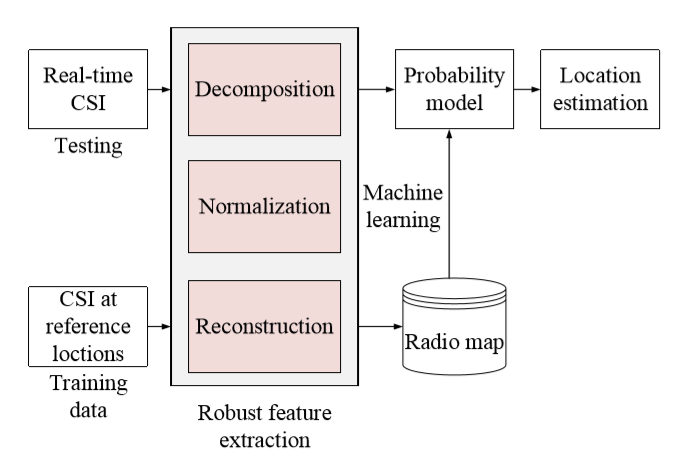 Real-time
CSI
Testing
Decomposition
Normalization
Reconstruction
Robust feature
extraction
CSI at
reference
loctions
Training
data
Probability
model
Location
estimation
Machine
learning
Radio map